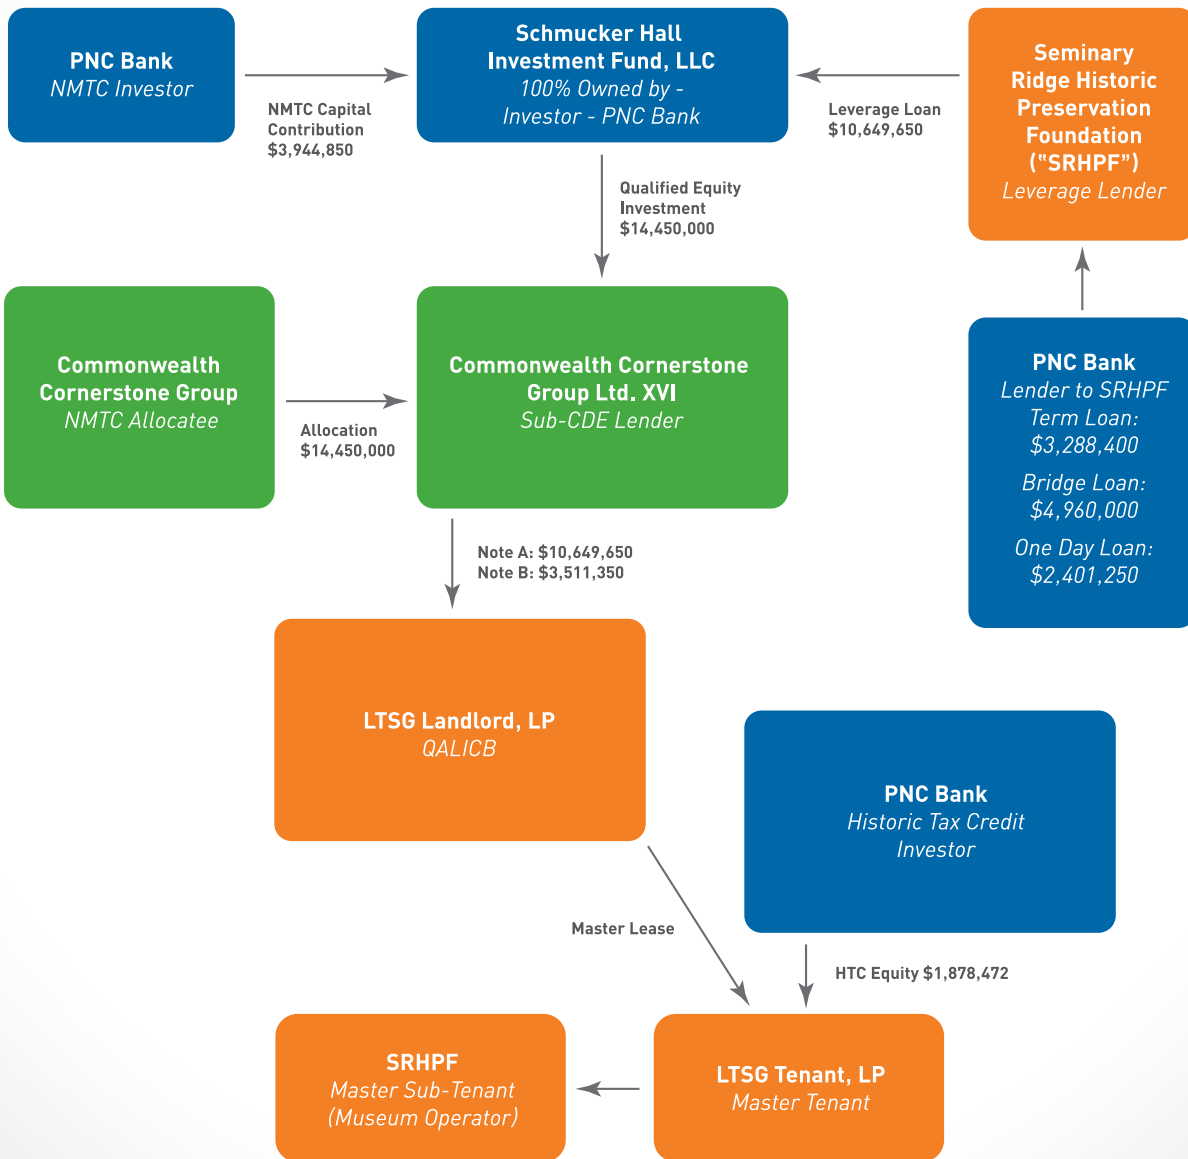 PNC Bank
NMTC Investor
NMTC Capital
Contribution
$3,944,850
Schmucker Hall
Investment Fund, LLC
100% Owned by -
Investor - PNC Bank
Leverage Loan
$10,649,650
Seminary
Ridge Historic
Preservation
Foundation
("SRHPF")
Leverage Lender
Qualified Equity
Investment
$14,450,000
Commonwealth
Cornerstone Group
NMTC Allocatee
Allocation
$14,450,000
Commonwealth Cornerstone
Group Ltd. XVI
Sub-CDE Lender
PNC Bank
Lender to SRHPF
Term Loan:
$3,288,400
Bridge Loan:
$4,960,000
One Day Loan:
$2,401,250
Note A: $10,649,650
Note B: $3,511,350
LTSG Landlord, LP
QALICB
PNC Bank
Historic Tax Credit
Investor
Master Lease
HTC Equity $1,878,472
SRHPF
Master Sub-Tenant
(Museum Operator)
LTSG Tenant, LP
Master Tenant